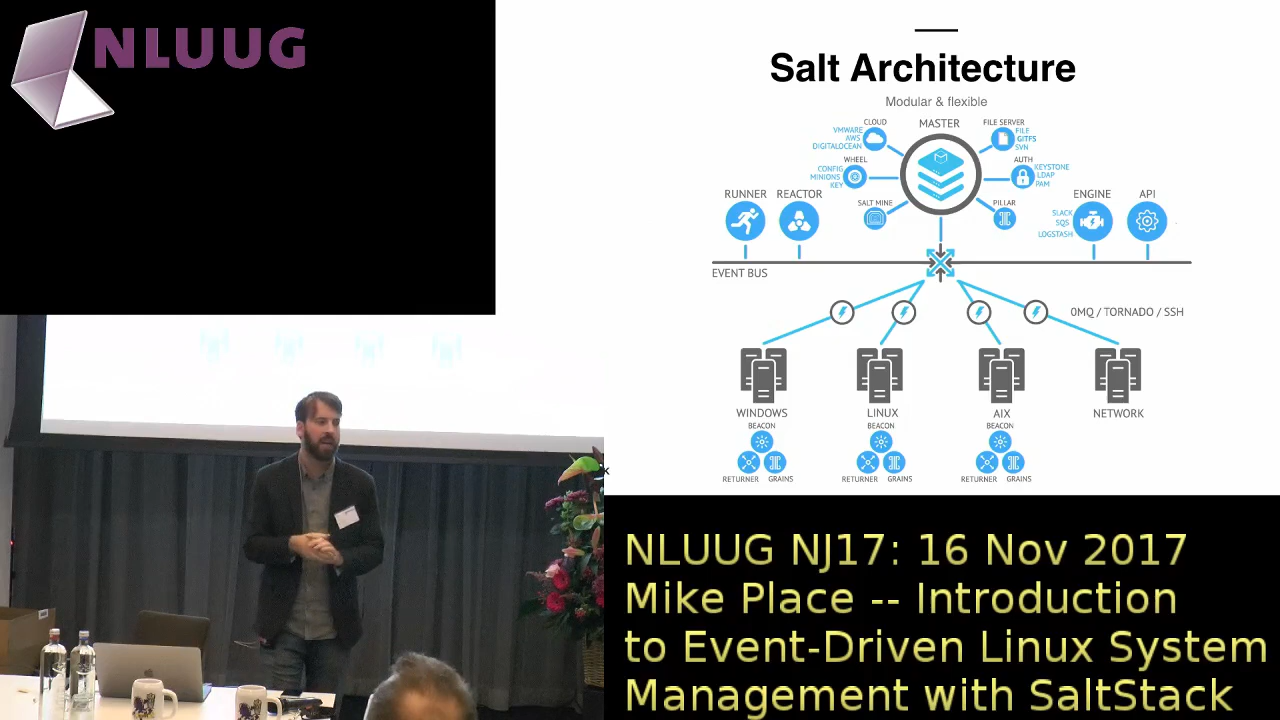 NLUUG
Salt Architecture
Modular & flexible
CLOUD
MASTER
FILE SERVER
VMWARE
AWS
DIGITALOCEAN
FILE
GITFS
SVN
WHEEL
AUTH
CONFIG
MINIONS
KEY
KEYSTONE
LDAP
PAM
RUNNER
REACTOR
SALT MINE
PILLAR
ENGINE
API
SLACK
SQS
LOGSTASH
EVENT BUS
0MQ / TORNADO / SSH
WINDOWS
LINUX
AIX
NETWORK
BEACON
BEACON
BEACON
RETURNER
GRAINS
RETURNER
GRAINS
RETURNER
GRAINS
NLUUG NJ17: 16 Nov 2017
Mike Place -- Introduction
to Event-Driven Linux System
Management with SaltStack